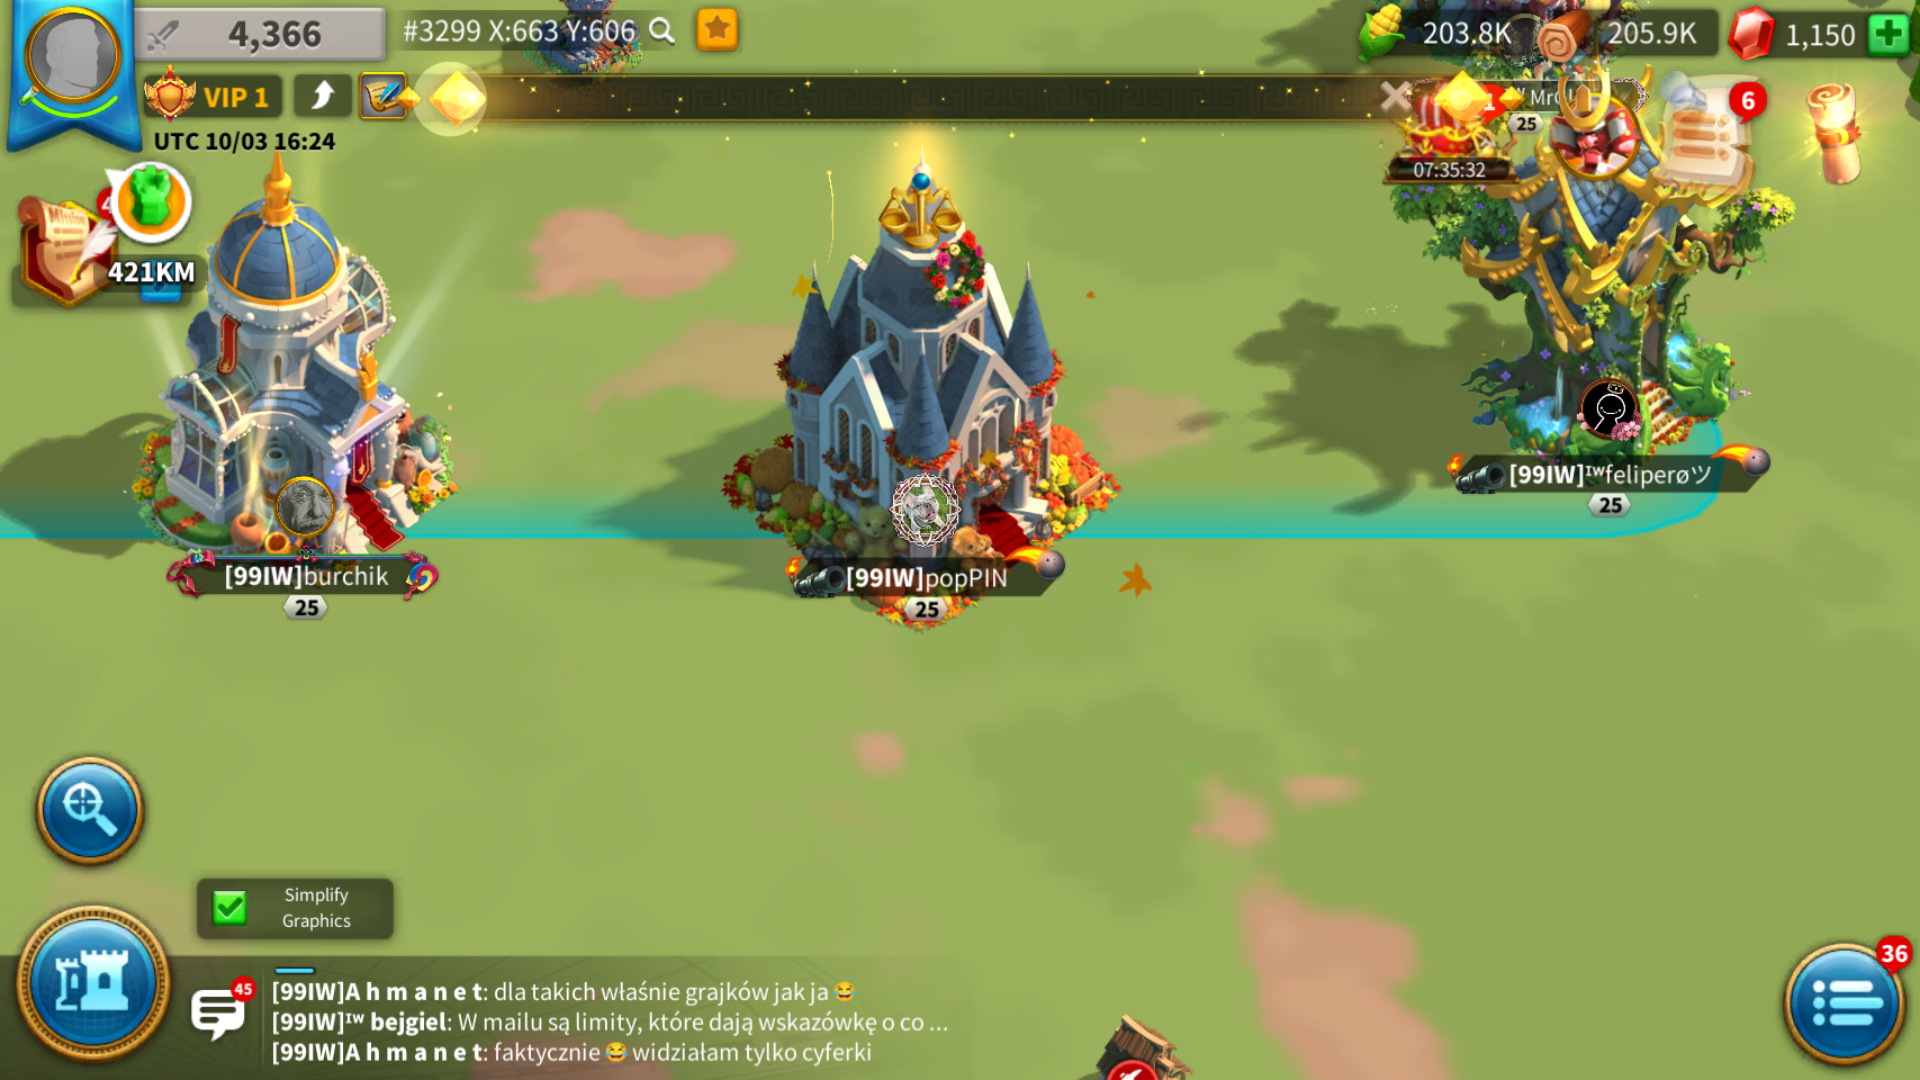 4,366
#3299 X:663 Y:606
203.8K
205.9K
1,150
VIP 1
UTC 10/03 16:24
25
07:35:32
6
Mission
421KM
[99IW]burchik
25
[99IW]popPIN
25
[99IW]ᴵᵂfeliperøツ
25
Simplify
Graphics
45
[99IW]A h m a n e t: dla takich właśnie grajków jak ja 😂
[99IW]ᴵᵂ bejgiel: W mailu są limity, które dają wskazówkę o co ...
[99IW]A h m a n e t: faktycznie 😂 widziałam tylko cyferki
36